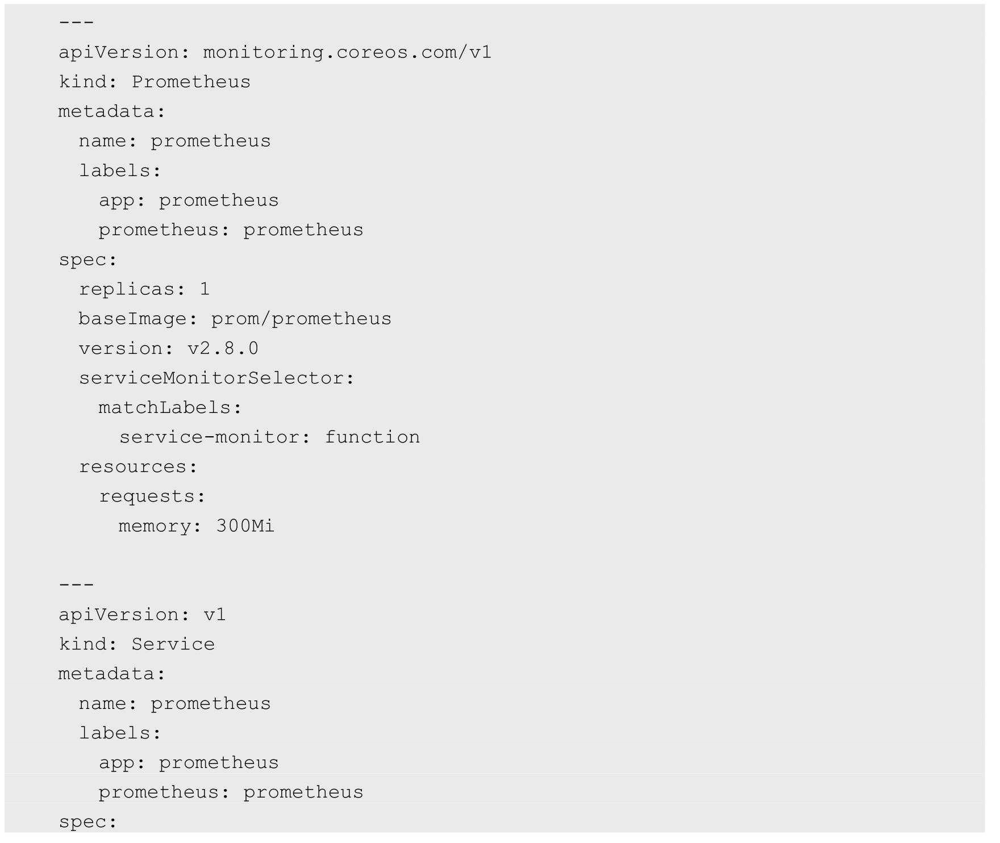 ---
apiVersion: monitoring.coreos.com/v1
kind: Prometheus
metadata:
  name: prometheus
  labels:
    app: prometheus
    prometheus: prometheus
spec:
  replicas: 1
  baseImage: prom/prometheus
  version: v2.8.0
  serviceMonitorSelector:
    matchLabels:
      service-monitor: function
  resources:
    requests:
      memory: 300Mi

---
apiVersion: v1
kind: Service
metadata:
  name: prometheus
  labels:
    app: prometheus
    prometheus: prometheus
spec: